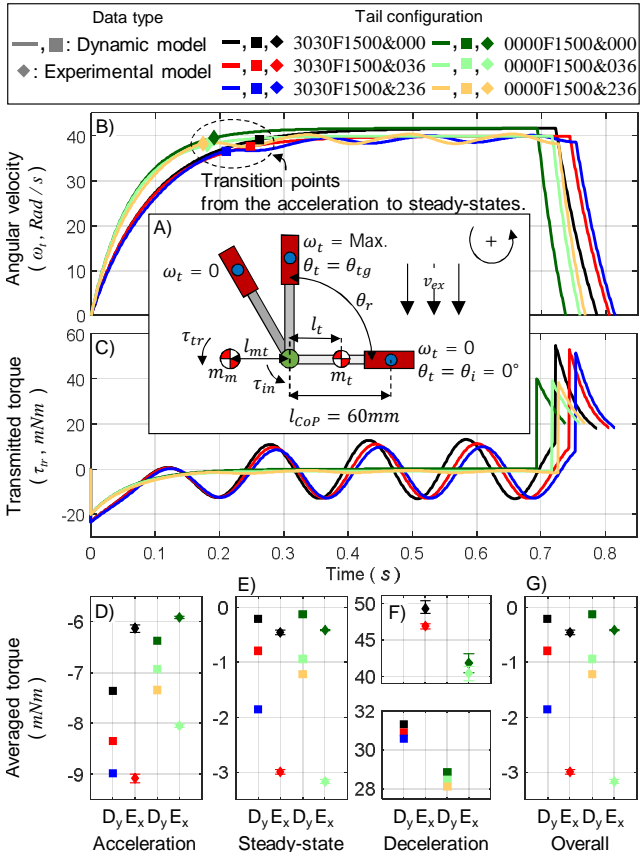 Data type
Tail configuration
: Dynamic model
: Experimental model
3030F1500&000
3030F1500&036
3030F1500&236
0000F1500&000
0000F1500&036
0000F1500&236
B)
Angular velocity
( ωt, Rad / s )
40
30
20
10
0
Transition points
from the acceleration to steady-states.
A)
ωt = 0
ωt = Max.
θt = θtg
+
vex
θr
lt
τtr
lmt
mm
τin
mt
ωt = 0
θt = θi = 0°
lCoP = 60mm
C)
Transmitted torque
( τtr, mNm )
60
40
20
0
-20
0 0.1 0.2 0.3 0.4 0.5 0.6 0.7 0.8
Time ( s )
Averaged torque
( mNm )
D)
-6
-7
-8
-9
Dy Ex Dy Ex
Acceleration
E)
0
-1
-2
-3
Dy Ex Dy Ex
Steady-state
F)
50
45
40
32
30
28
Dy Ex Dy Ex
Deceleration
G)
0
-1
-2
-3
Dy Ex Dy Ex
Overall